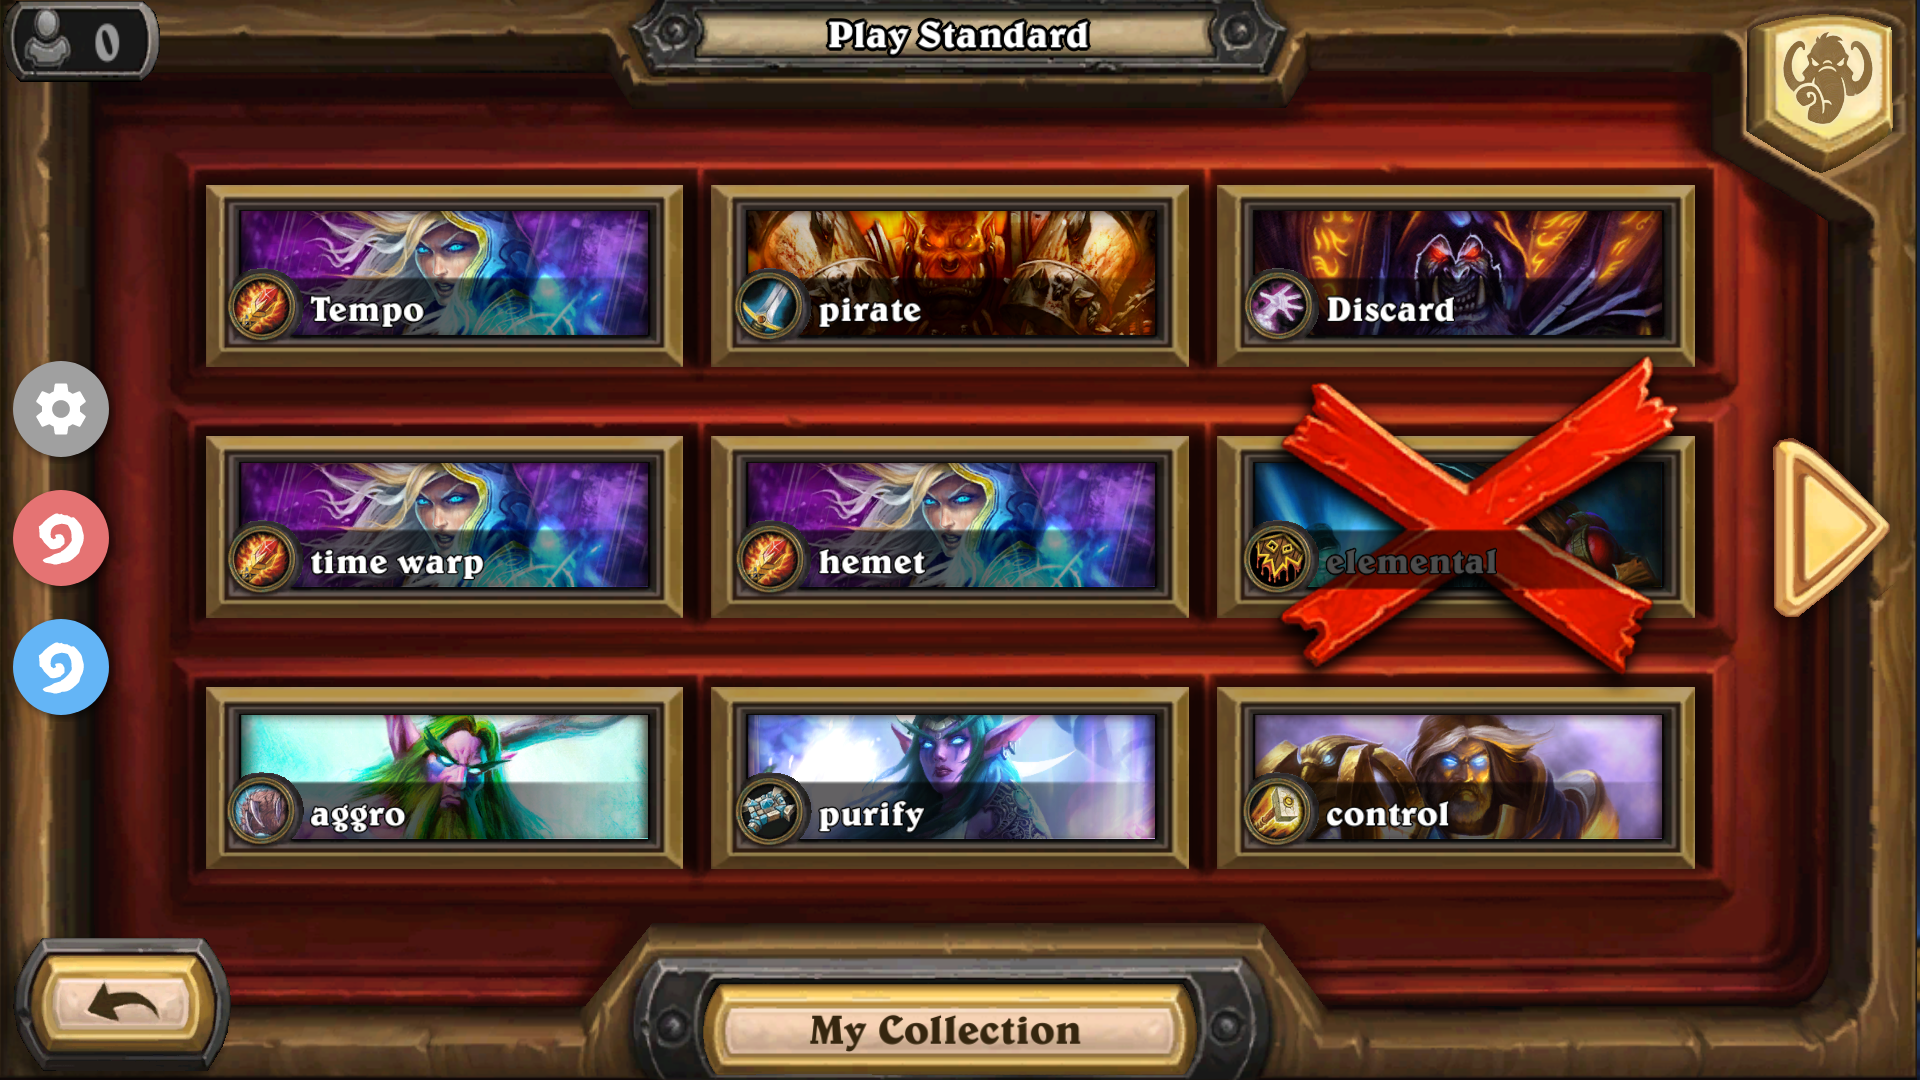 0
Play Standard
Tempo
pirate
Discard
time warp
hemet
elemental
aggro
purify
control
My Collection